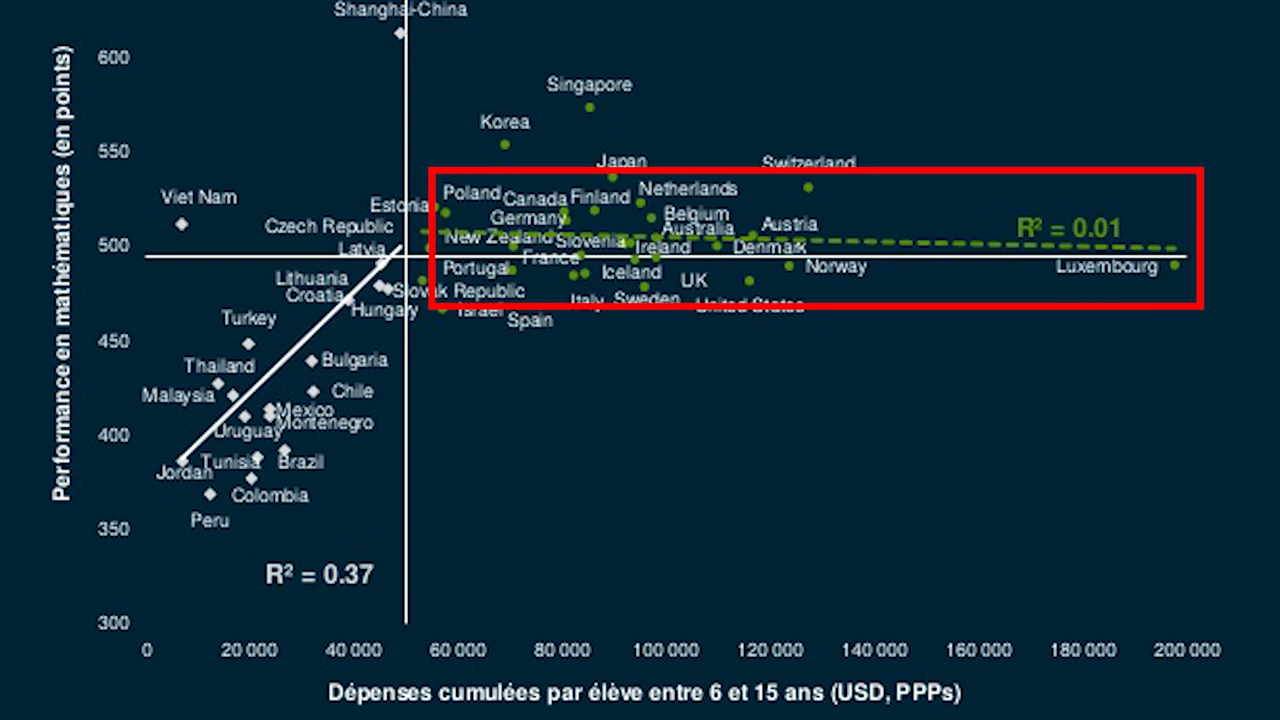 Shanghai-China
600
Singapore
Korea
550
Japan
Switzerland
Viet Nam
Poland
Canada
Finland
Netherlands
Estonia
Germany
Belgium
Czech Republic
Australia
Austria
R² = 0.01
500
Latvia
New Zealand
Slovenia
Ireland
Denmark
France
Portugal
Iceland
UK
Norway
Luxembourg
Lithuania
Croatia
Slovak Republic
Italy
Sweden
United States
Hungary
Israel
Spain
Turkey
450
Bulgaria
Thailand
Malaysia
Chile
Mexico
Montenegro
Uruguay
400
Jordan
Tunisia
Brazil
Colombia
Peru
350
R² = 0.37
300
0
20 000
40 000
60 000
80 000
100 000
120 000
140 000
160 000
180 000
200 000
Performance en mathématiques (en points)
Dépenses cumulées par élève entre 6 et 15 ans (USD, PPPs)